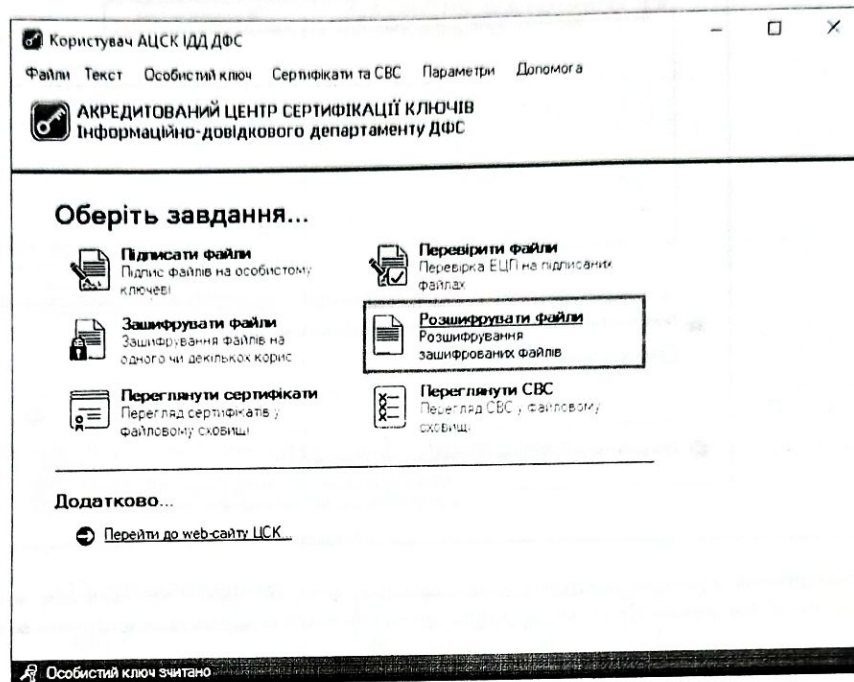 Користувач АЦСК ІДД ДФС
Файли Текст Особистий ключ Сертифікати та СВС Параметри Допомога
АКРЕДИТОВАНИЙ ЦЕНТР СЕРТИФІКАЦІЇ КЛЮЧІВ
Інформаційно-довідкового департаменту ДФС
Оберіть завдання...
Підписати файли
Підпис файлів на особистому
ключеві
Перевірити файли
Перевірка ЕЦП на підписаних
файлах
Зашифрувати файли
Зашифрування файлів на
одного чи декількох корис
Розшифрувати файли
Розшифрування
зашифрованих файлів
Переглянути сертифікати
Перегляд сертифікатів у
файловому сховищі
Переглянути СВС
Перегляд СВС у файловому
сховищі
Додатково...
Перейти до web-сайту ЦСК...
Особистий ключ зчитано